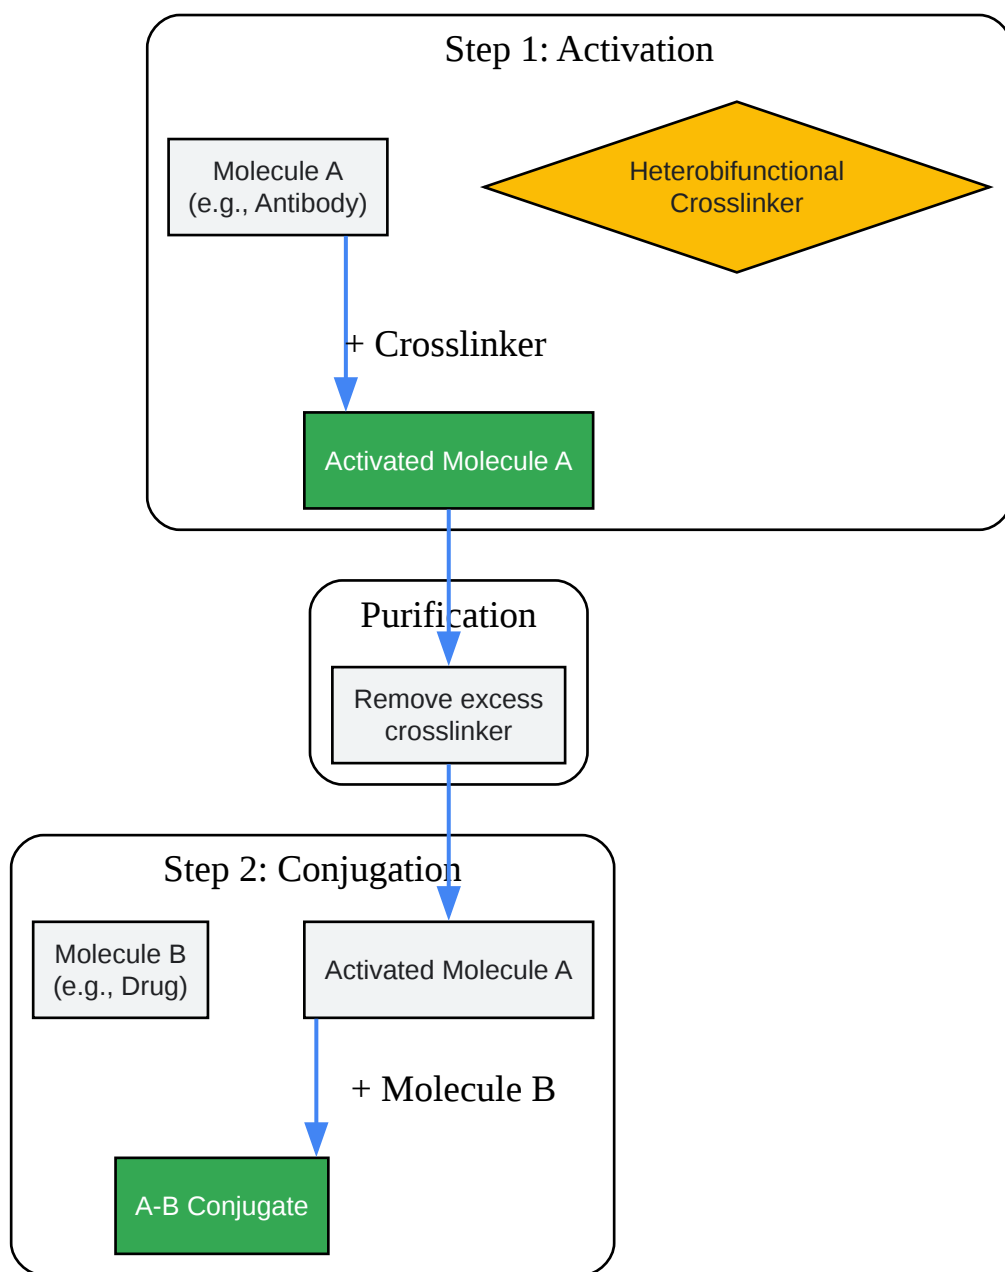 Step 1: Activation
Molecule A
(e.g., Antibody)
Heterobifunctional
Crosslinker
+ Crosslinker
Activated Molecule A
Purification
Remove excess
crosslinker
Step 2: Conjugation
Molecule B
(e.g., Drug)
Activated Molecule A
+ Molecule B
A-B Conjugate